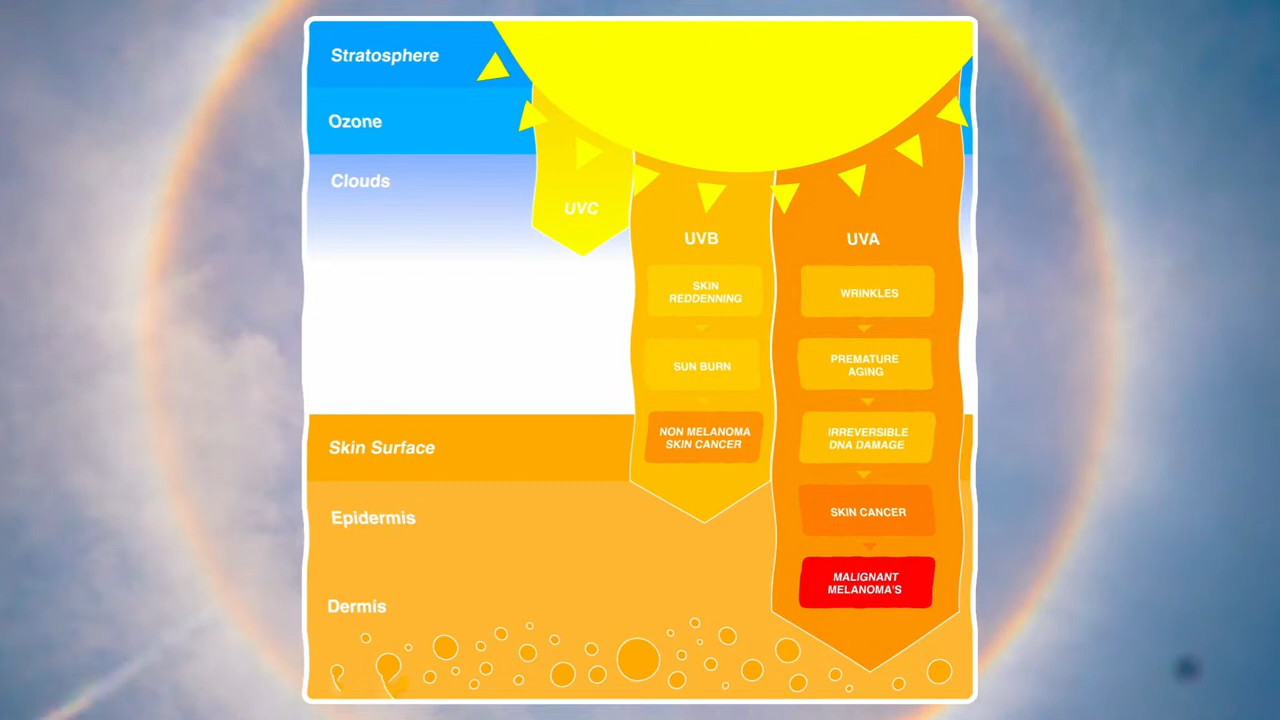 Stratosphere
Ozone
Clouds
UVC
UVB
UVA
SKIN
REDDENNING
SUN BURN
NON MELANOMA
SKIN CANCER
WRINKLES
PREMATURE
AGING
IRREVERSIBLE
DNA DAMAGE
SKIN CANCER
MALIGNANT
MELANOMA'S
Skin Surface
Epidermis
Dermis